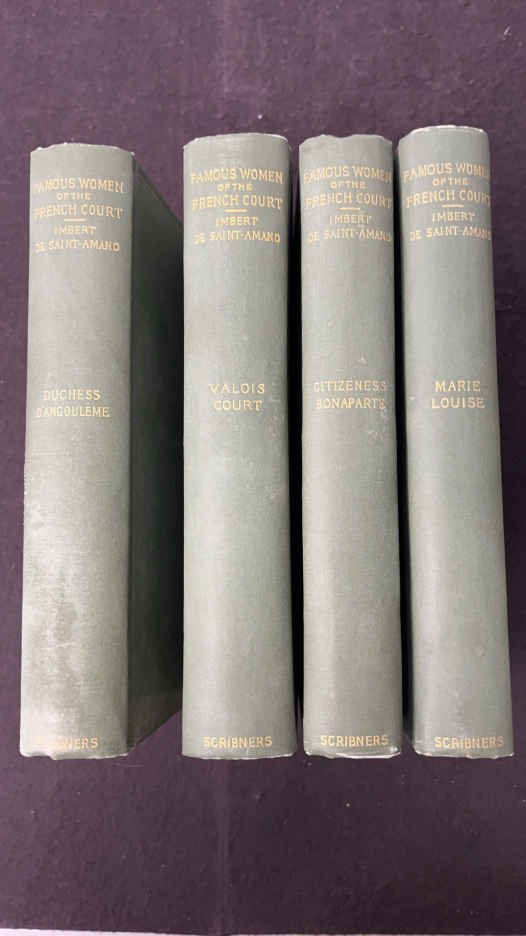 FAMOUS WOMEN
OF THE
FRENCH COURT
IMBERT
DE SAINT-AMAND
DUCHESS
D'ANGOULÊME
FAMOUS WOMEN
OF THE
FRENCH COURT
IMBERT
DE SAINT-AMAND
VALOIS
COURT
SCRIBNERS
FAMOUS WOMEN
OF THE
FRENCH COURT
IMBERT
DE SAINT-AMAND
CITIZENESS
BONAPARTE
SCRIBNERS
FAMOUS WOMEN
OF THE
FRENCH COURT
IMBERT
DE SAINT-AMAND
MARIE
LOUISE
SCRIBNERS